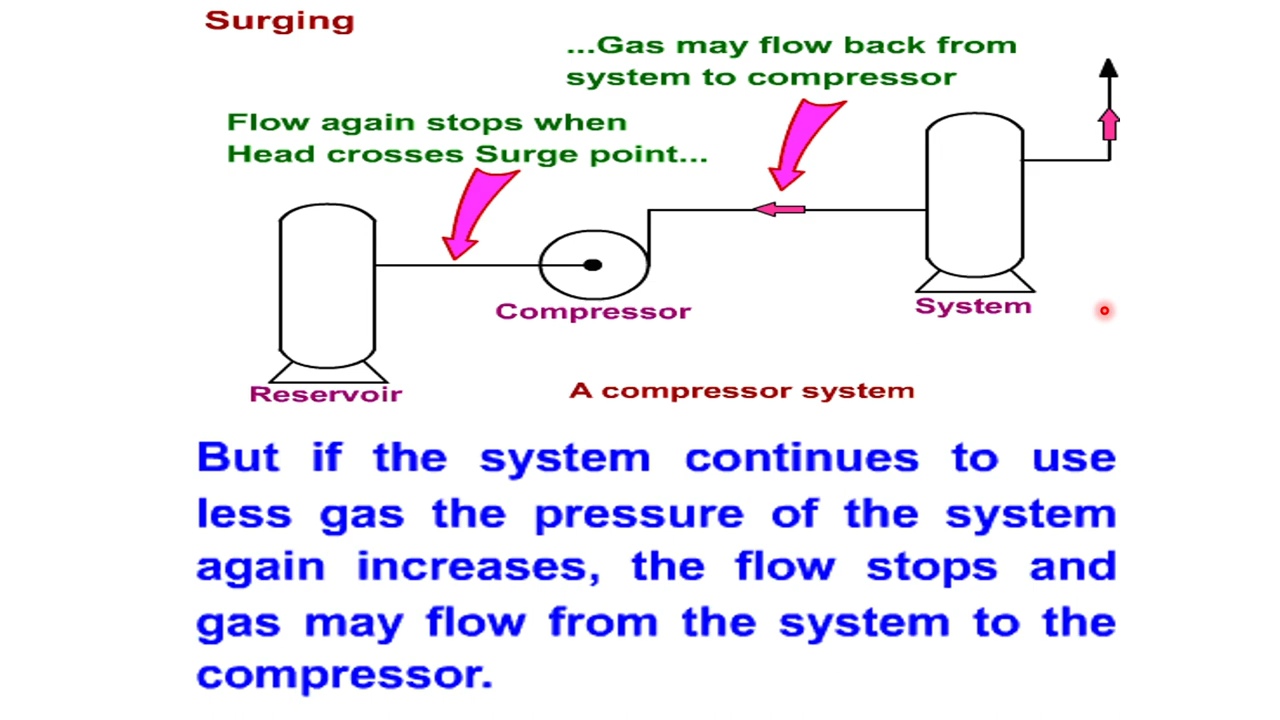 Surging
...Gas may flow back from
system to compressor
Flow again stops when
Head crosses Surge point...
Compressor
System
Reservoir
A compressor system
But if the system continues to use
less gas the pressure of the system
again increases, the flow stops and
gas may flow from the system to the
compressor.